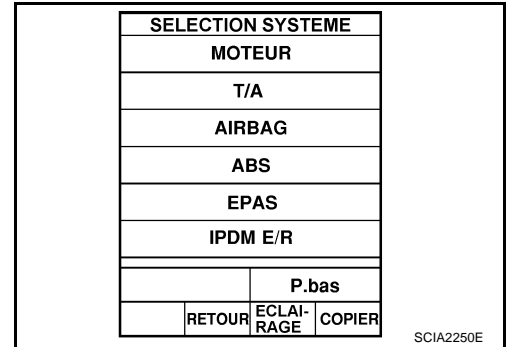 SELECTION SYSTEME
MOTEUR
T/A
AIRBAG
ABS
EPAS
IPDM E/R
P.bas
RETOUR ECLAI-RAGE COPIER
SCIA2250E